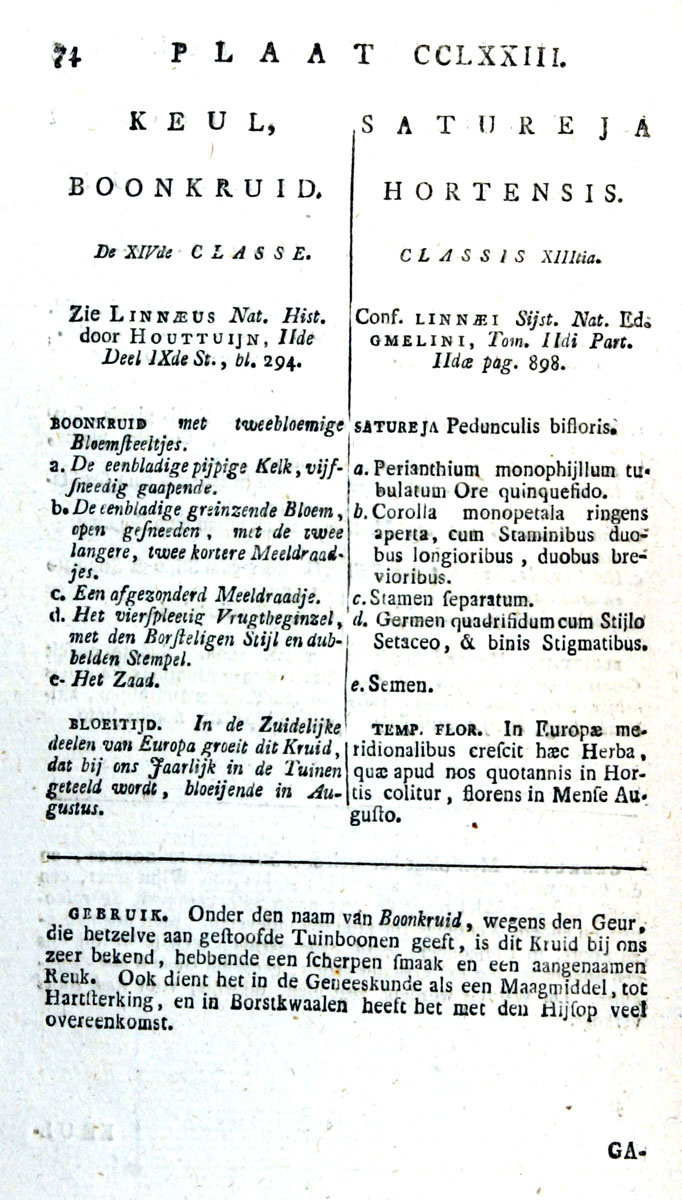 74 PLAAT CCLXXIII.
KEUL,
BOONKRUID.
De XIVde CLASSE.
Zie LINNÆUS Nat. Hist.
door HOUTTUIJN, IIde
Deel IXde St., bl. 294.
BOONKRUID met tweebloemige
Bloemſteeltjes.
a. De eenbladige pijpige Kelk, vijf-
ſneedig gaapende.
b. De eenbladige greinzende Bloem,
open geſneeden, met de twee
langere, twee kortere Meeldraad-
jes.
c. Een afgezonderd Meeldraadje.
d. Het vierſpleetig Vrugtbeginzel,
met den Borſteligen Stijl en dub-
belden Stempel.
e. Het Zaad.
BLOEITIJD. In de Zuidelijke
deelen van Europa groeit dit Kruid,
dat bij ons Jaarlijk in de Tuinen
geteeld wordt, bloeijende in Au-
gustus.
SATUREJA
HORTENSIS.
CLASSIS XIIItia.
Conf. LINNÆI Sijst. Nat. Ed.
GMELINI, Tom. IIdi Part.
IIdæ pag. 898.
SATUREJA Pedunculis bifloris.
a. Perianthium monophijllum tu-
bulatum Ore quinquefido.
b. Corolla monopetala ringens
aperta, cum Staminibus duo-
bus longioribus, duobus bre-
vioribus.
c. Stamen ſeparatum.
d. Germen quadrifidum cum Stijlo
Setaceo, & binis Stigmatibus.
e. Semen.
TEMP. FLOR. In Europæ me-
ridionalibus creſcit hæc Herba,
quæ apud nos quotannis in Hor-
tis colitur, florens in Menſe Au-
guſto.
GEBRUIK. Onder den naam van Boonkruid, wegens den Geur,
die hetzelve aan geſtoofde Tuinboonen geeft, is dit Kruid bij ons
zeer bekend, hebbende een ſcherpen ſmaak en een aangenaamen
Reuk. Ook dient het in de Geneeskunde als een Maagmiddel, tot
Hartſterking, en in Borstkwaalen heeft het met den Hijſop veel
overeenkomst.
GA-